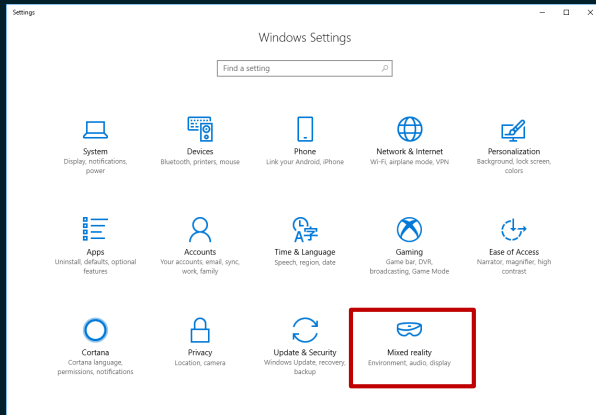 Settings
Windows Settings
Find a setting
System
Display, notifications,
power
Devices
Bluetooth, printers, mouse
Phone
Link your Android, iPhone
Network & Internet
Wi-Fi, airplane mode, VPN
Personalization
Background, lock screen,
colors
Apps
Uninstall, defaults, optional
features
Accounts
Your accounts, email, sync,
work, family
Time & Language
Speech, region, date
Gaming
Game bar, DVR,
broadcasting, Game Mode
Ease of Access
Narrator, magnifier, high
contrast
Cortana
Cortana language,
permissions, notifications
Privacy
Location, camera
Update & Security
Windows Update, recovery,
backup
Mixed reality
Environment, audio, display